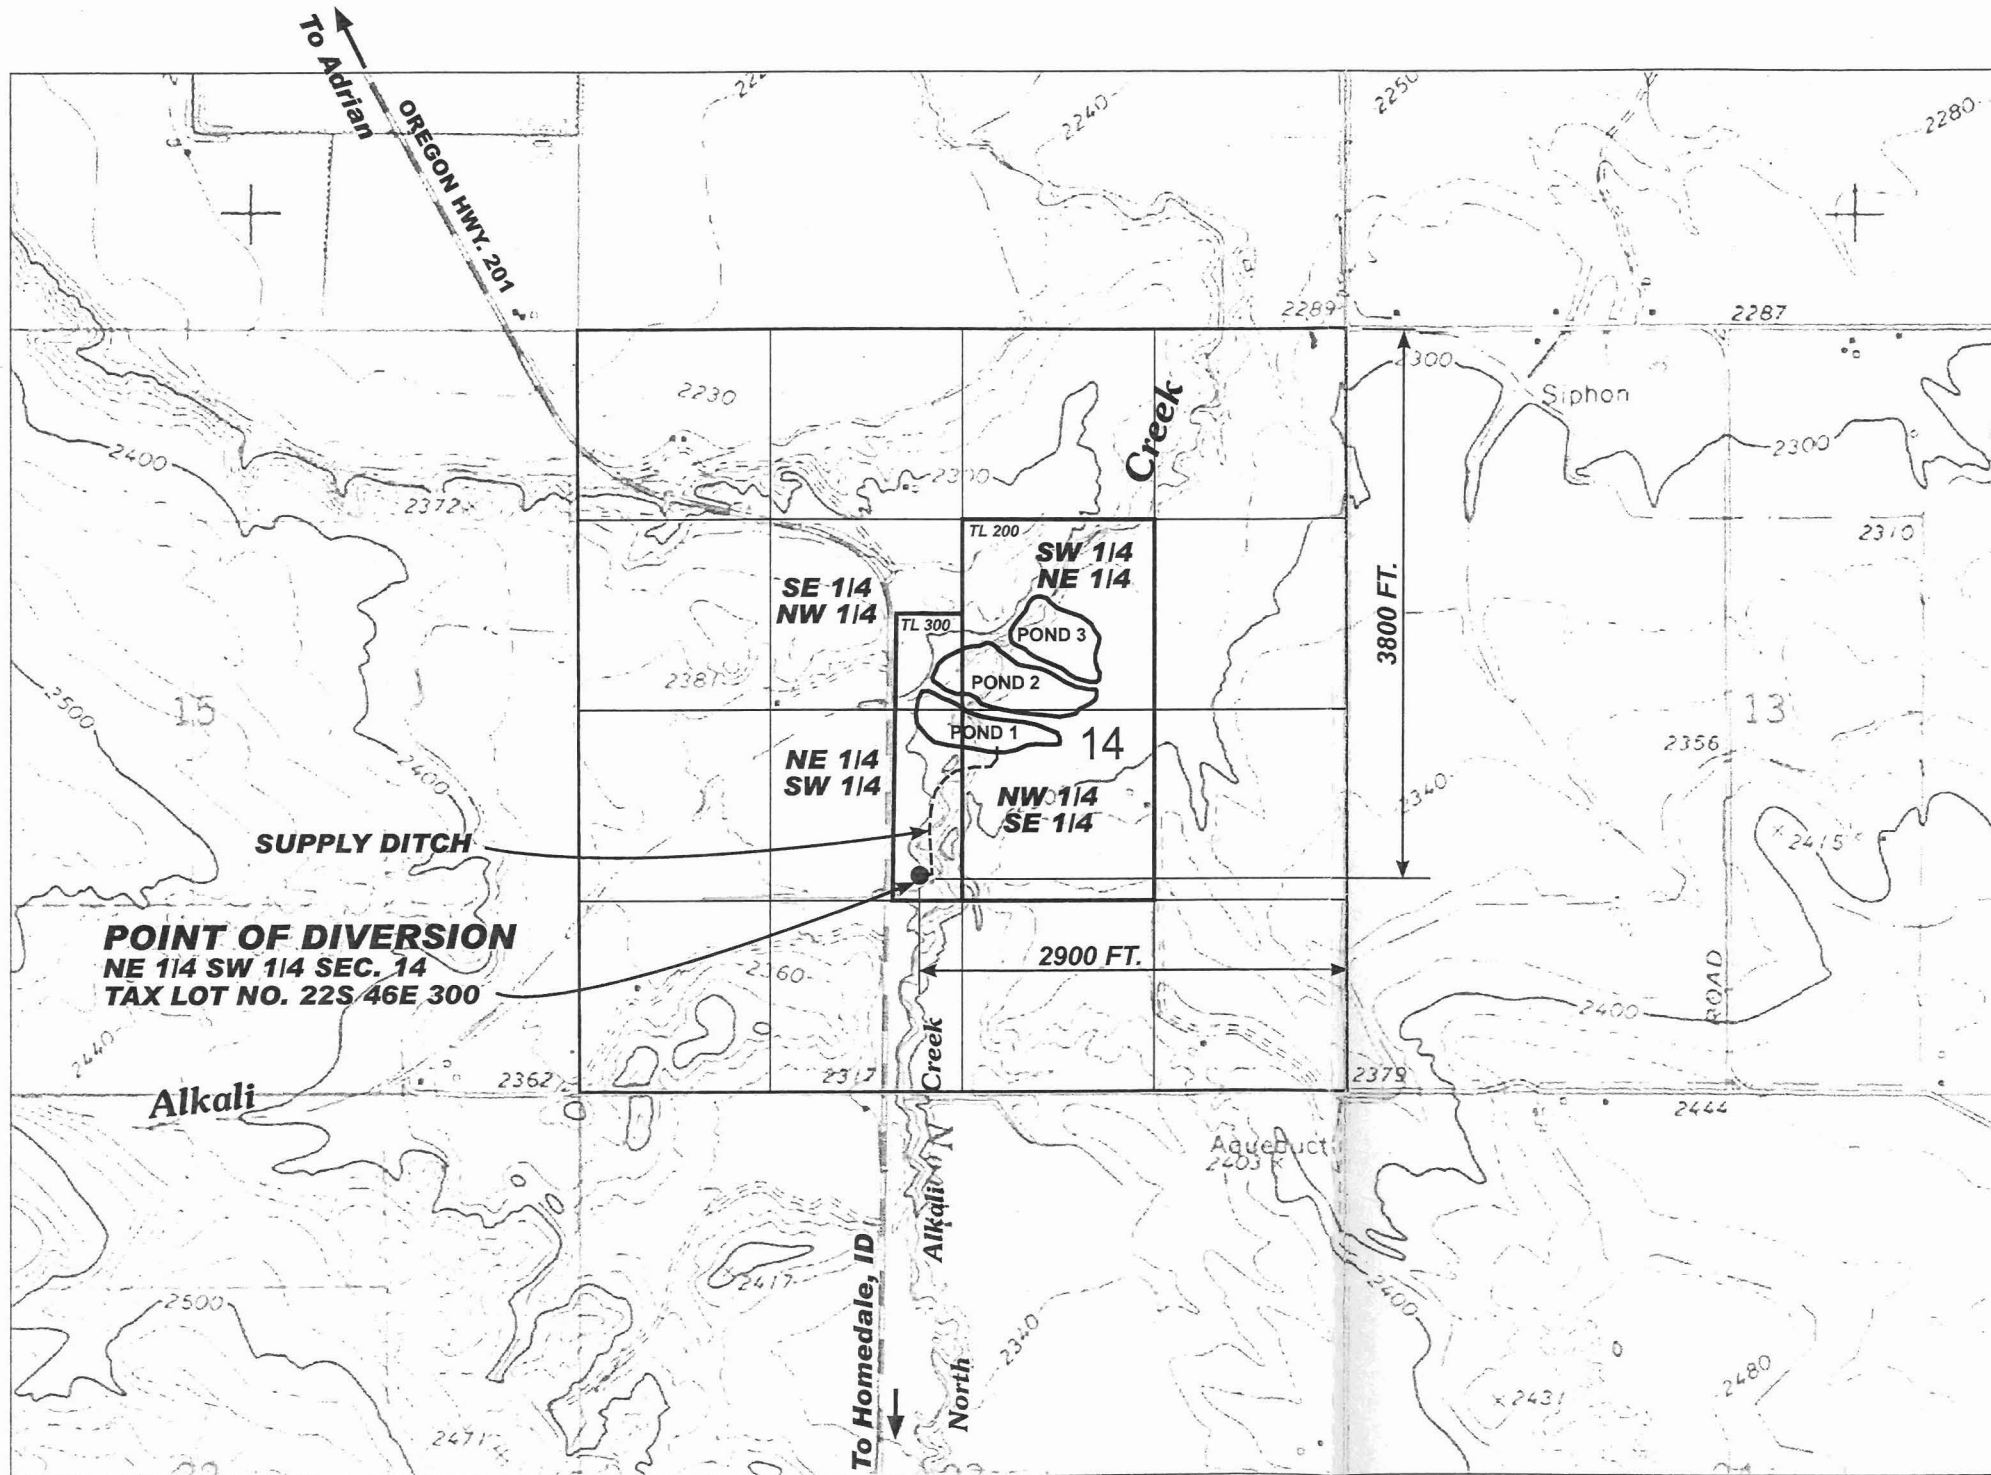 To Adrian
OREGON HWY. 201
2240
2250
2280
2289
2287
2230
2300
Siphon
2400
2300
2300
2372
2310
TL 200
SW 1/4
NE 1/4
SE 1/4
NW 1/4
TL 300
POND 3
3800 FT.
2387
POND 2
2500
15
13
POND 1
14
2356
NE 1/4
SW 1/4
2400
NW 1/4
SE 1/4
2340
SUPPLY DITCH
2415
POINT OF DIVERSION
NE 1/4 SW 1/4 SEC. 14
TAX LOT NO. 22S 46E 300
2360
2900 FT.
ROAD
2400
2440
Creek
Creek
2362
2317
2379
Alkali
2444
Alkali
N
Aqueduct
2403
2417
2400
2500
To Homedale, ID
2340
North
2480
2431
2471